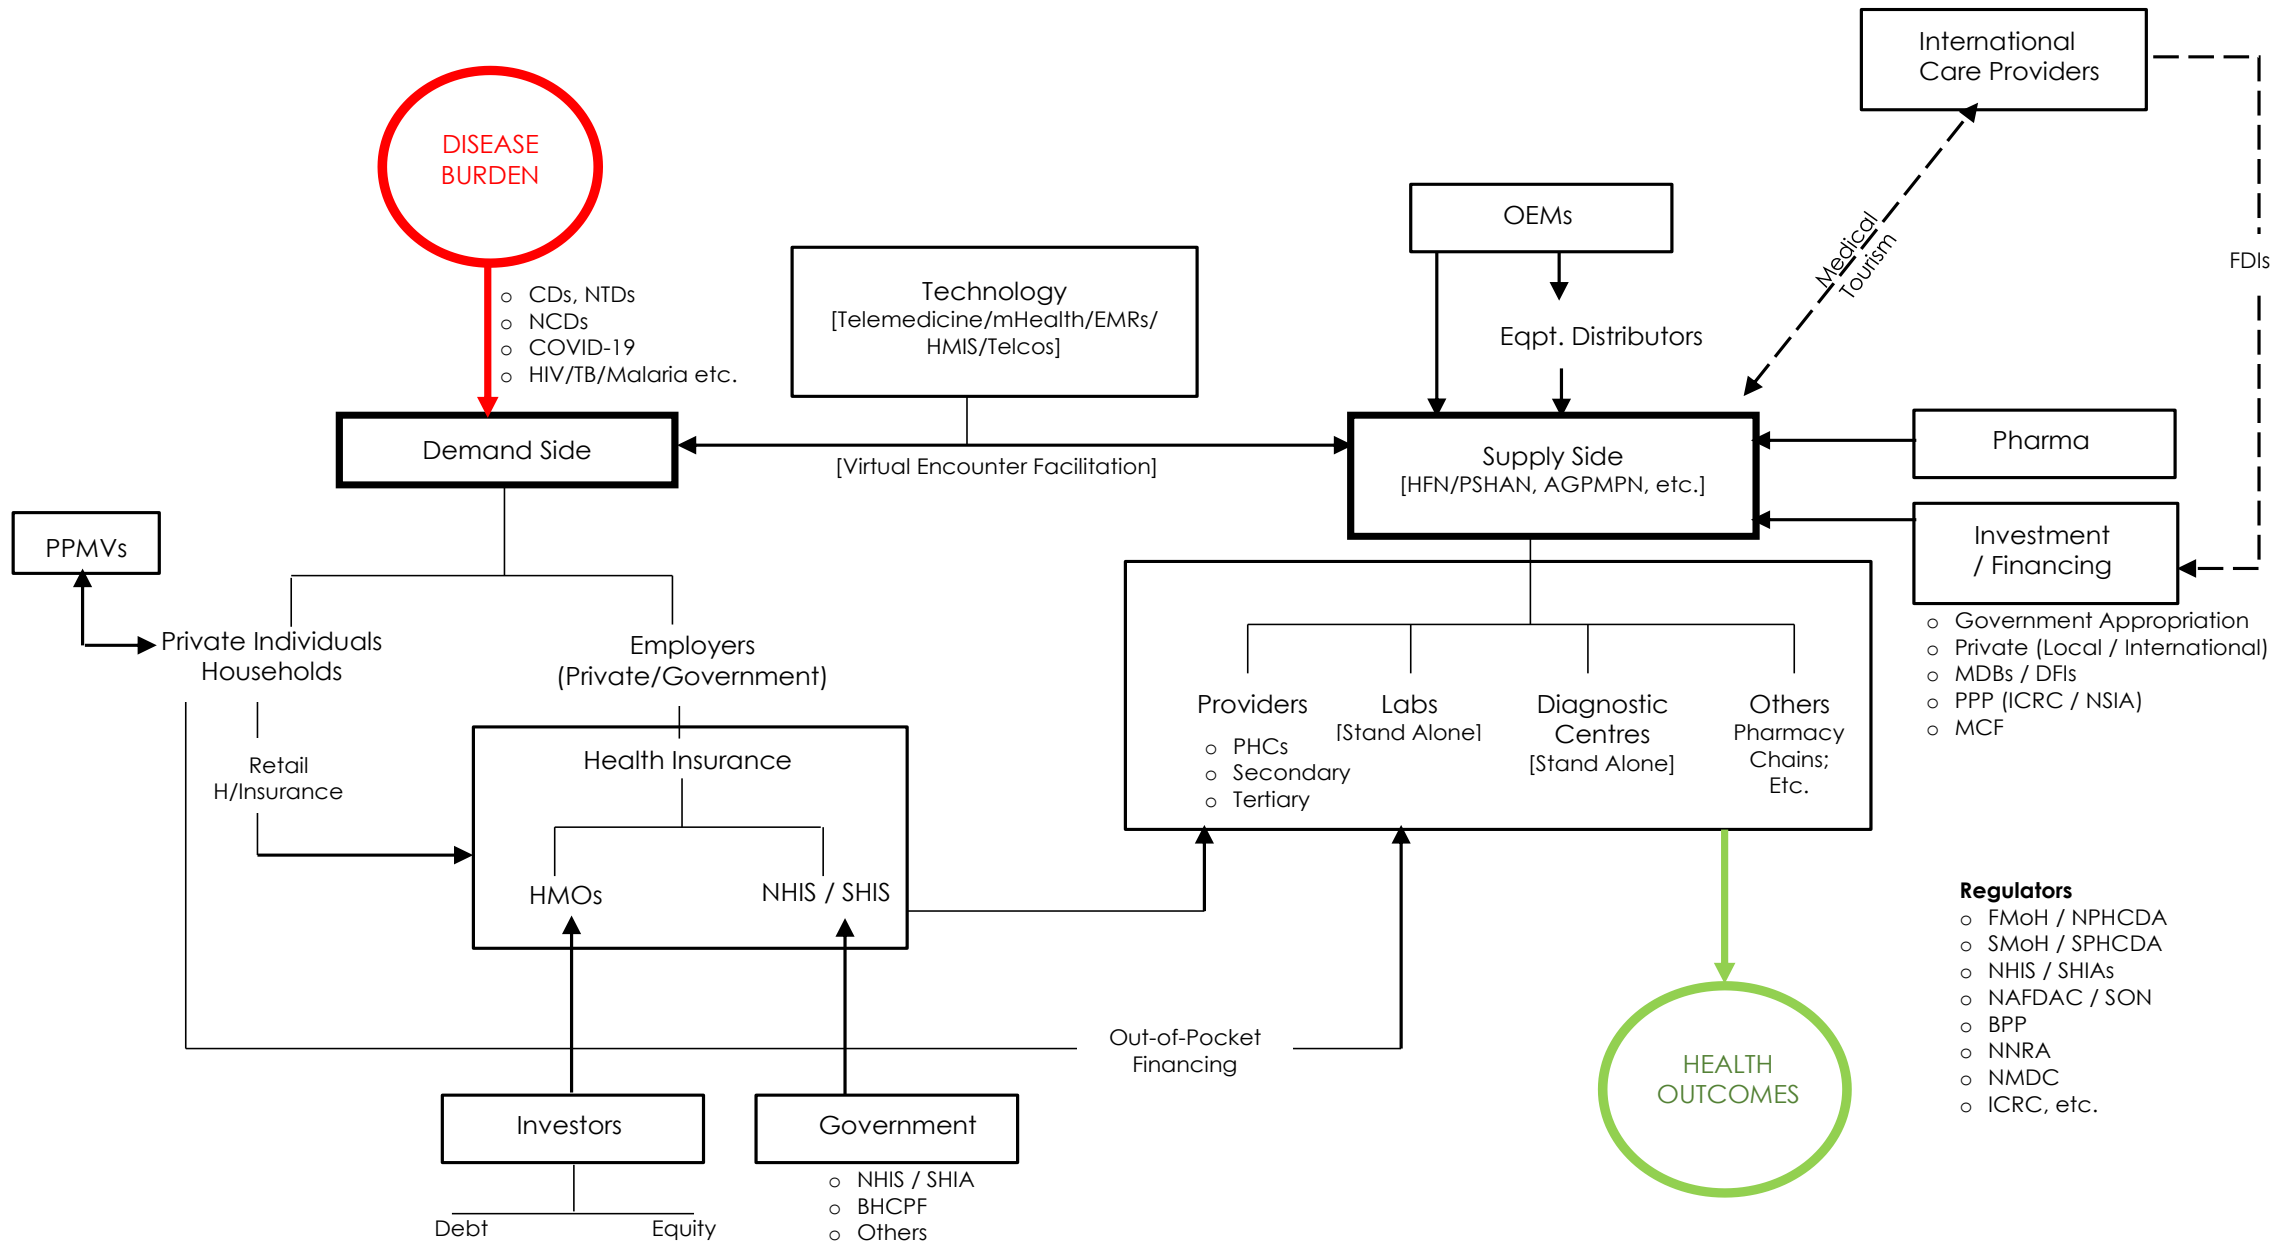 International
Care Providers
DISEASE
BURDEN
OEMs
Medical
Tourism
FDIs
Technology
[Telemedicine/mHealth/EMRs/
HMIS/Telcos]
○ CDs, NTDs
○ NCDs
○ COVID-19
○ HIV/TB/Malaria etc.
Eqpt. Distributors
Demand Side
[Virtual Encounter Facilitation]
Supply Side
[HFN/PSHAN, AGPMPN, etc.]
Pharma
Investment
/ Financing
○ Government Appropriation
○ Private (Local / International)
○ MDBs / DFIs
○ PPP (ICRC / NSIA)
○ MCF
PPMVs
Private Individuals
Households
Employers
(Private/Government)
Retail
H/Insurance
Health Insurance
HMOs
NHIS / SHIS
Providers
○ PHCs
○ Secondary
○ Tertiary
Labs
[Stand Alone]
Diagnostic
Centres
[Stand Alone]
Others
Pharmacy
Chains;
Etc.
Out-of-Pocket
Financing
Investors
Debt
Equity
Government
○ NHIS / SHIA
○ BHCPF
○ Others
HEALTH
OUTCOMES
Regulators
○ FMoH / NPHCDA
○ SMoH / SPHCDA
○ NHIS / SHIAs
○ NAFDAC / SON
○ BPP
○ NNRA
○ NMDC
○ ICRC, etc.